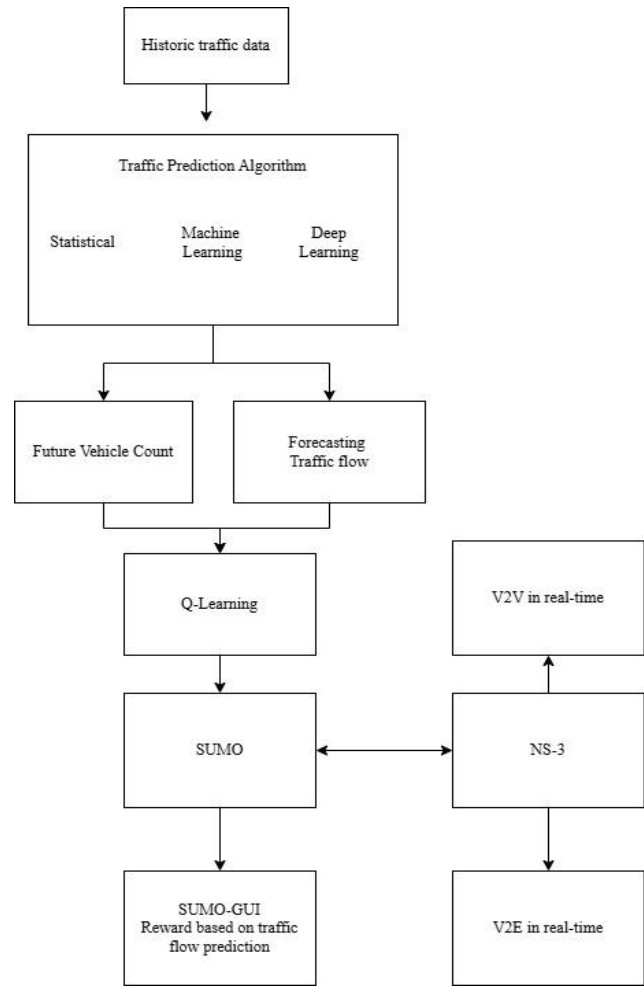 Historic traffic data
Traffic Prediction Algorithm
Statistical
Machine
Learning
Deep
Learning
Future Vehicle Count
Forecasting
Traffic flow
Q-Learning
V2V in real-time
SUMO
NS-3
SUMO-GUI
Reward based on traffic
flow prediction
V2E in real-time